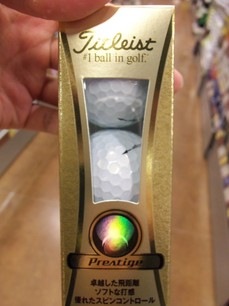 Titleist
#1 ball in golf.
Prestige
卓越した飛距離
ソフトな打感
優れたスピンコントロール